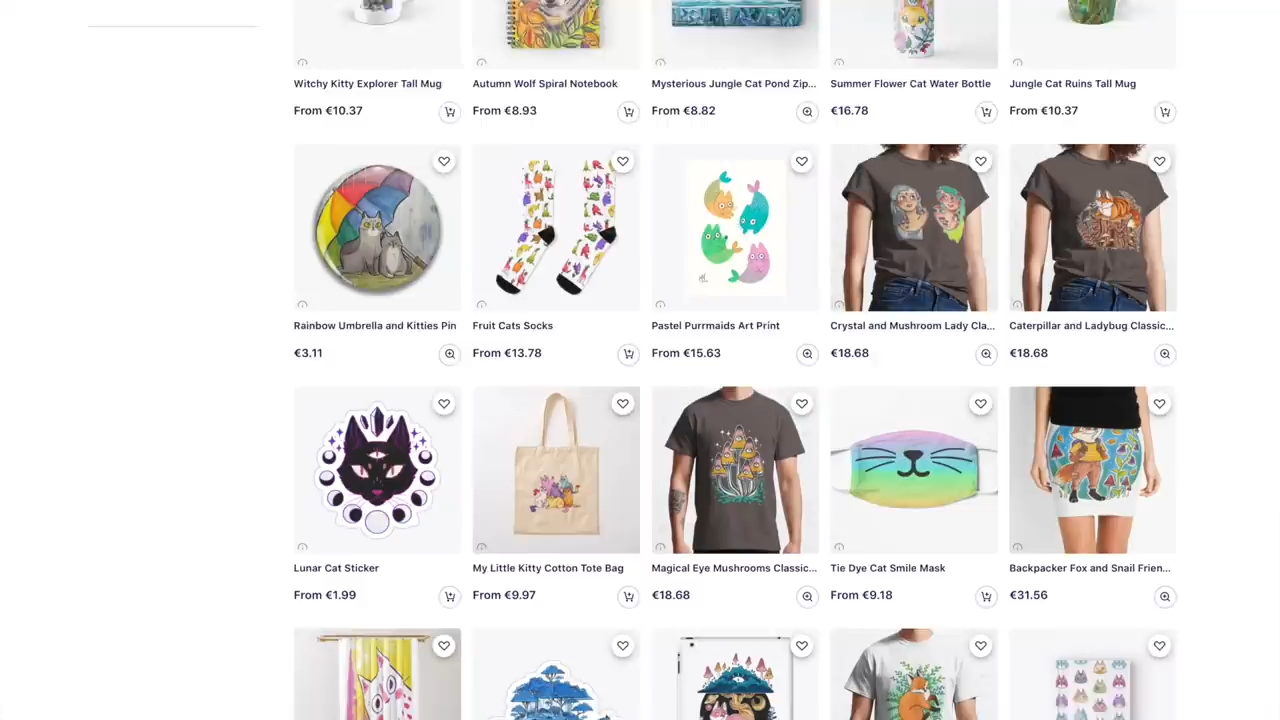 Witchy Kitty Explorer Tall Mug
Autumn Wolf Spiral Notebook
Mysterious Jungle Cat Pond Zip...
Summer Flower Cat Water Bottle
Jungle Cat Ruins Tall Mug
From €10.37
From €8.93
From €8.82
€16.78
From €10.37
Rainbow Umbrella and Kitties Pin
Fruit Cats Socks
Pastel Purrmaids Art Print
Crystal and Mushroom Lady Cla...
Caterpillar and Ladybug Classic...
€3.11
From €13.78
From €15.63
€18.68
€18.68
Lunar Cat Sticker
My Little Kitty Cotton Tote Bag
Magical Eye Mushrooms Classic...
Tie Dye Cat Smile Mask
Backpacker Fox and Snail Frien...
From €1.99
From €9.97
€18.68
From €9.18
€31.56